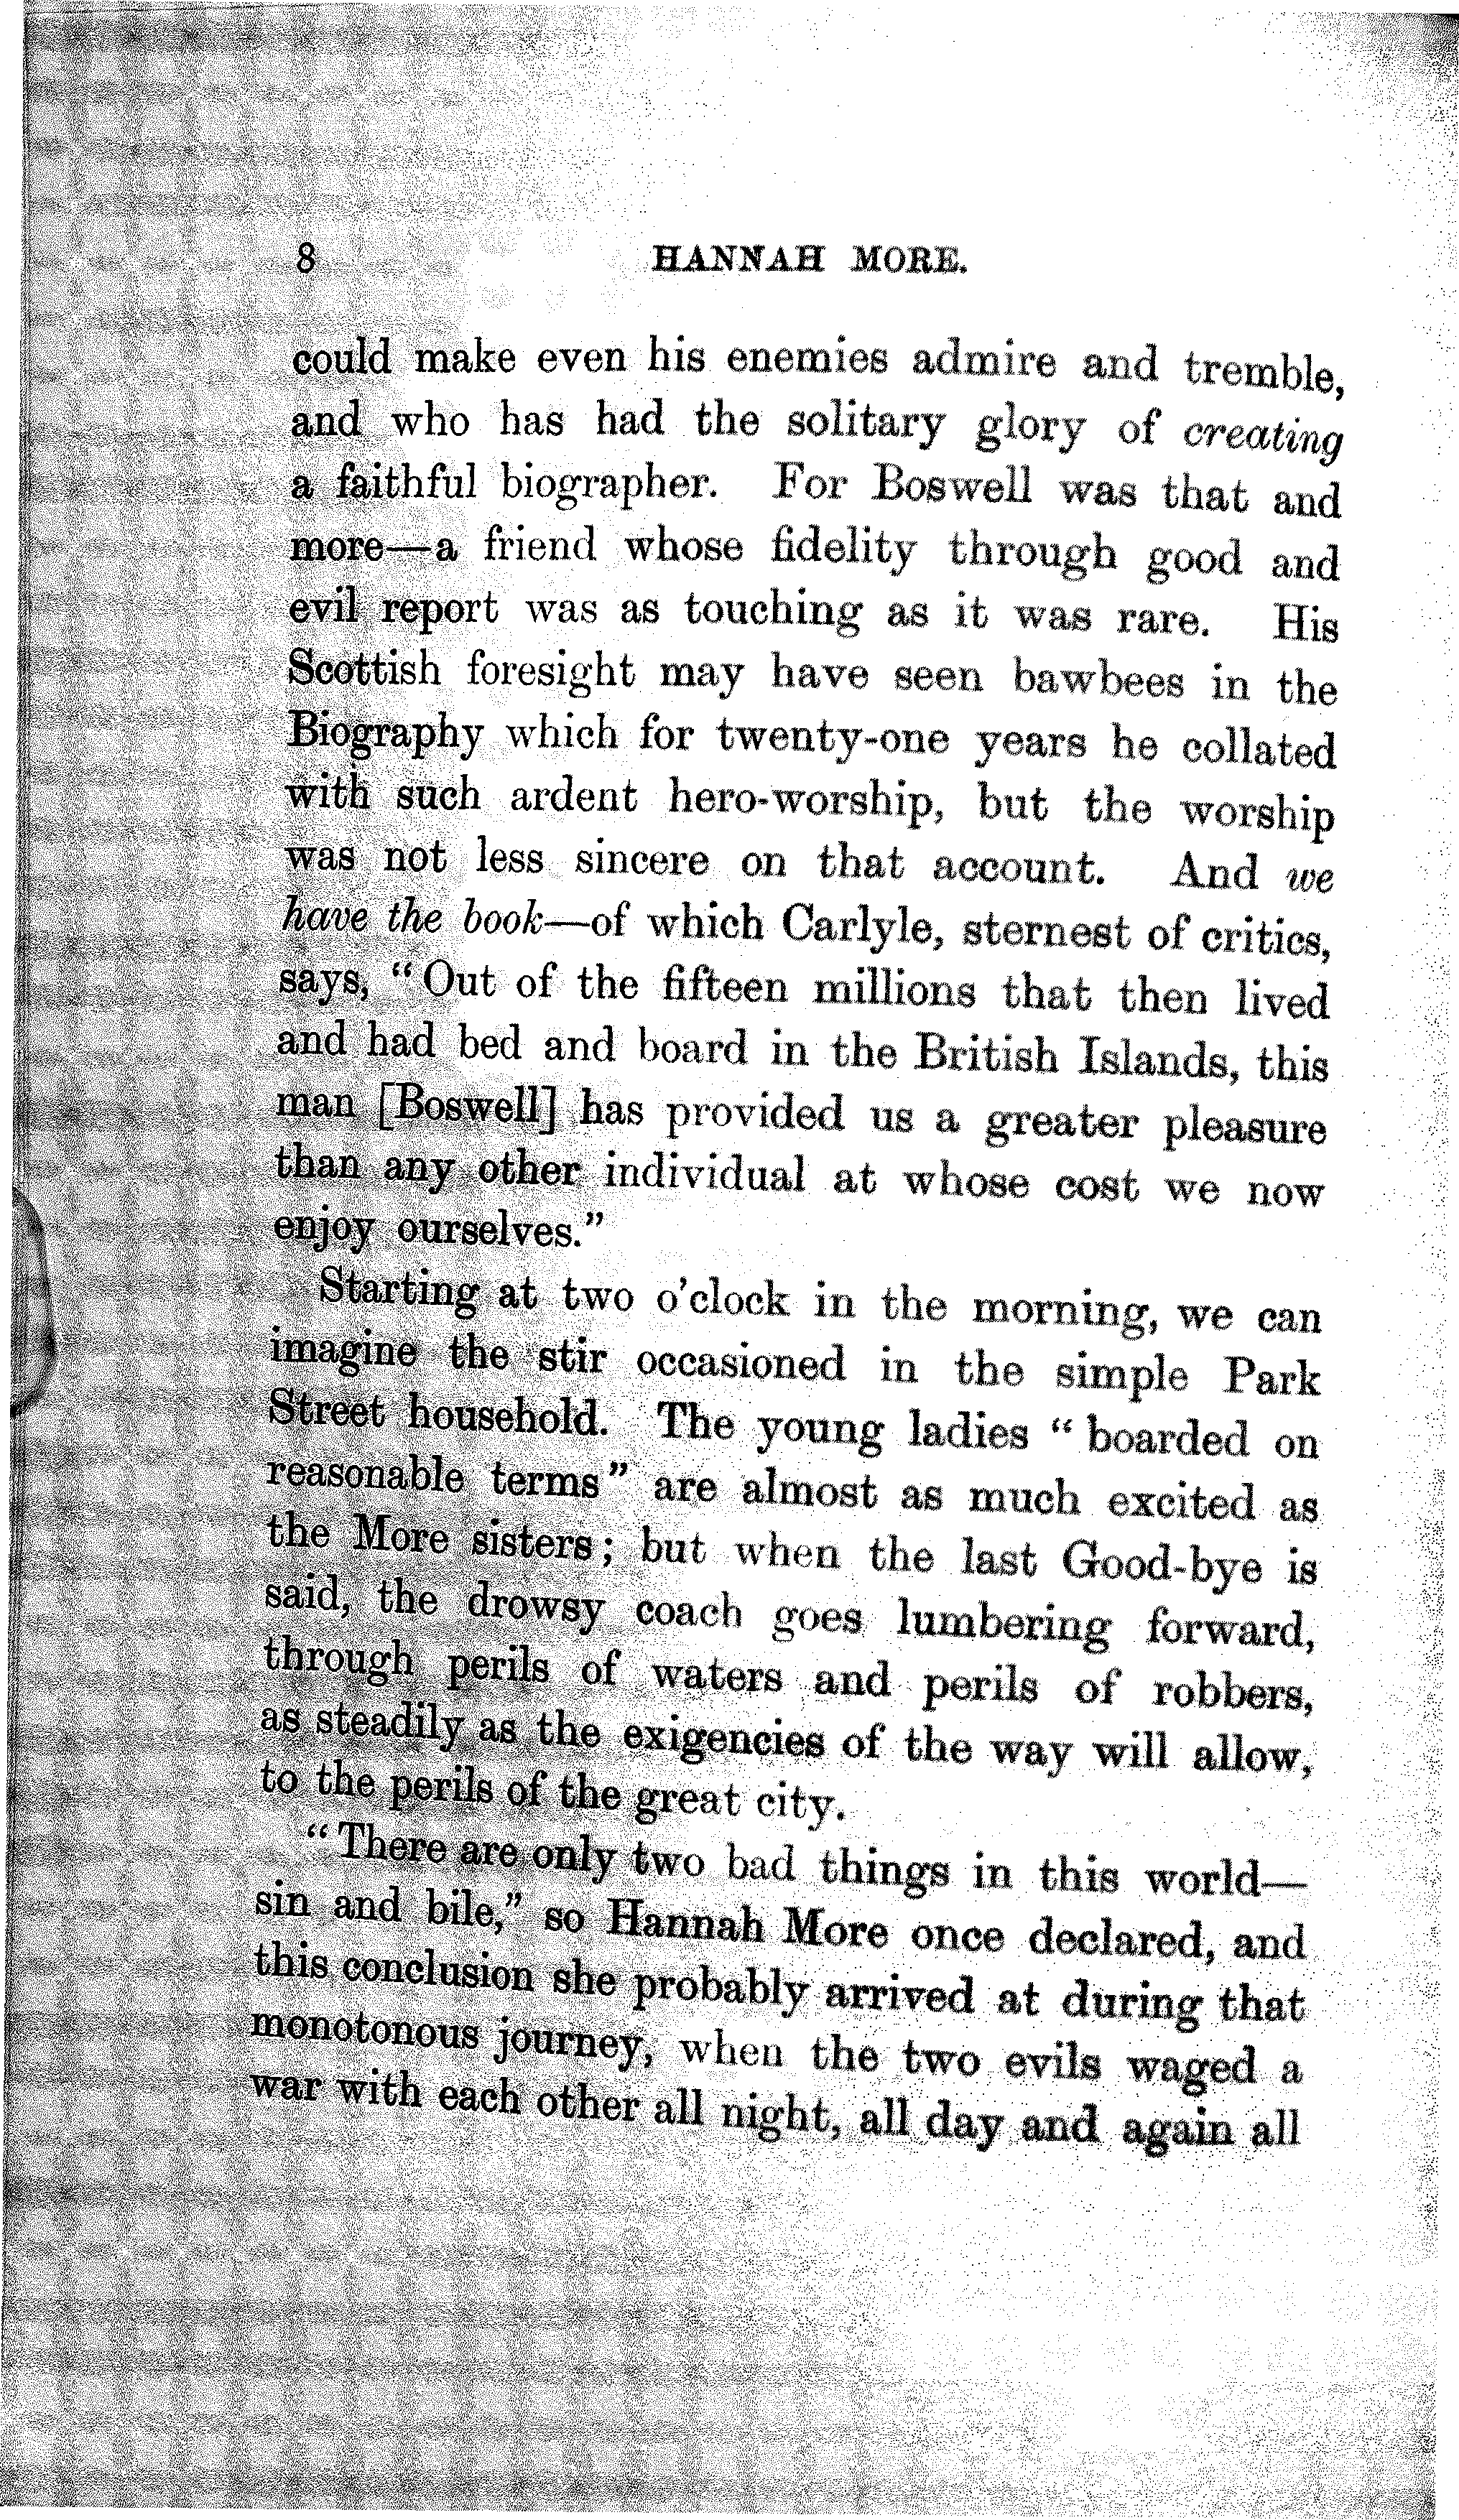 8 HANNAH MORE.
could make even his enemies admire and tremble,
and who has had the solitary glory of creating
a faithful biographer. For Boswell was that and
more—a friend whose fidelity through good and
evil report was as touching as it was rare. His
Scottish foresight may have seen bawbees in the
Biography which for twenty-one years he collated
with such ardent hero-worship, but the worship
was not less sincere on that account. And we
have the book—of which Carlyle, sternest of critics,
says, “Out of the fifteen millions that then lived
and had bed and board in the British Islands, this
man [Boswell] has provided us a greater pleasure
than any other individual at whose cost we now
enjoy ourselves.”
Starting at two o’clock in the morning, we can
imagine the stir occasioned in the simple Park
Street household. The young ladies “boarded on
reasonable terms” are almost as much excited as
the More sisters; but when the last Good-bye is
said, the drowsy coach goes lumbering forward,
through perils of waters and perils of robbers,
as steadily as the exigencies of the way will allow,
to the perils of the great city.
“There are only two bad things in this world—
sin and bile,” so Hannah More once declared, and
this conclusion she probably arrived at during that
monotonous journey, when the two evils waged a
war with each other all night, all day and again all